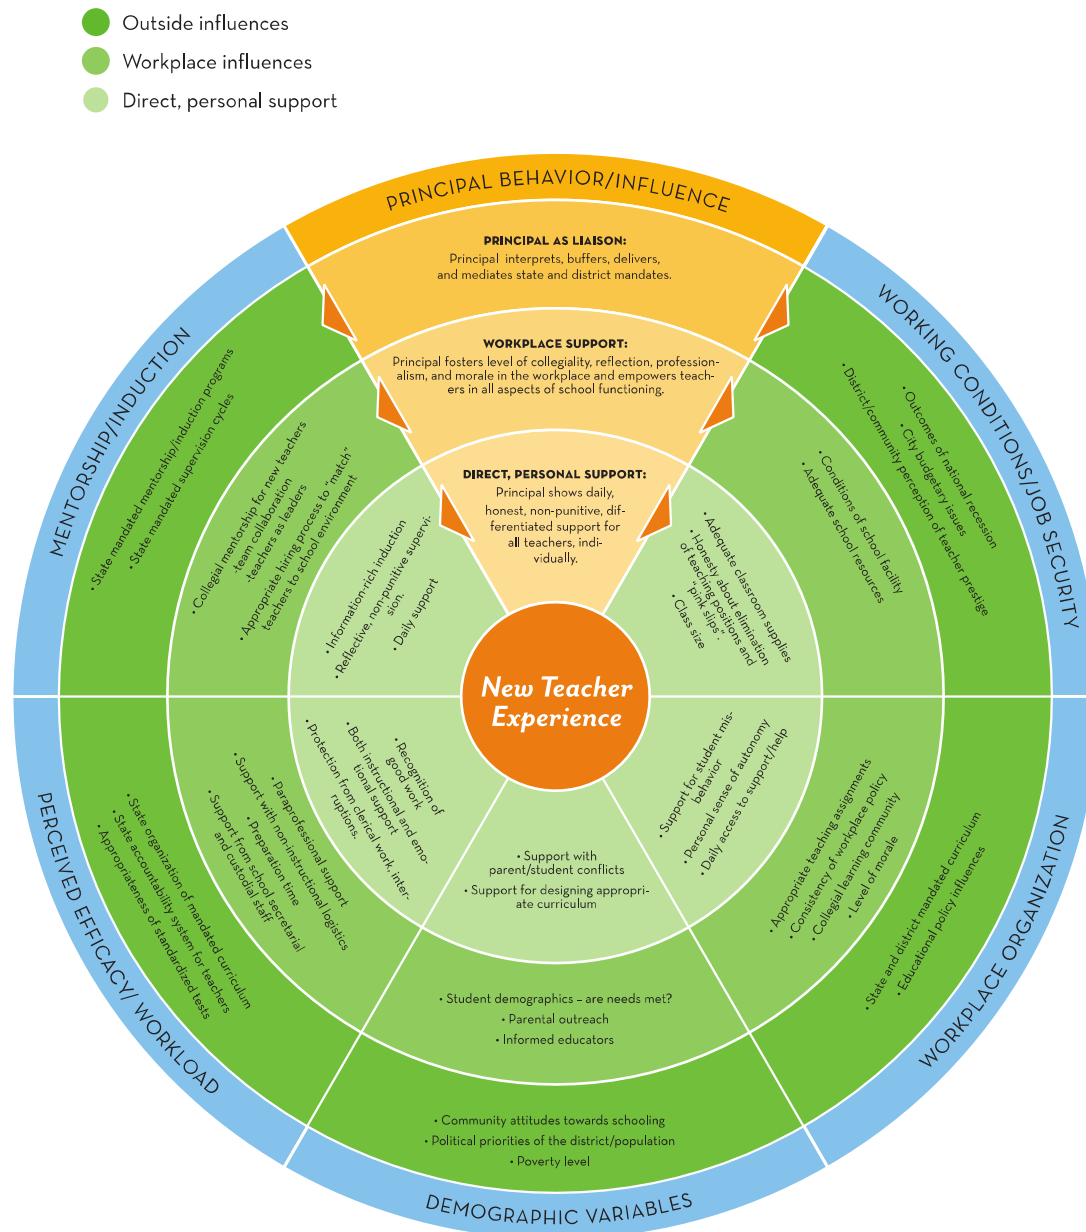 Outside influences
Workplace influences
Direct, personal support
PRINCIPAL BEHAVIOR/INFLUENCE
PRINCIPAL AS LIAISON:
Principal interprets, buffers, delivers,
and mediates state and district mandates.
WORKPLACE SUPPORT:
Principal fosters level of collegiality, reflection, profession-
alism, and morale in the workplace and empowers teach-
ers in all aspects of school functioning.
DIRECT, PERSONAL SUPPORT:
Principal shows daily,
honest, non-punitive, dif-
ferentiated support for
all teachers, indi-
vidually.
WORKING CONDITIONS/JOB SECURITY
• Outcomes of national recession
• City budgetary issues
• District/community perception of teacher prestige
• Conditions of school facility
• Adequate school resources
• Adequate classroom supplies
• Honesty about elimination
of teaching positions and
"pink slips".
• Class size
WORKPLACE ORGANIZATION
• State and district mandated curriculum
• Educational policy influences
• Appropriate teaching assignments
• Consistency of workplace policy
• Collegial learning community
• Level of morale
• Support for student mis-
behavior
• Personal sense of autonomy
• Daily access to support/help
DEMOGRAPHIC VARIABLES
• Support with
parent/student conflicts
• Support for designing appropri-
ate curriculum
• Student demographics – are needs met?
• Parental outreach
• Informed educators
• Community attitudes towards schooling
• Political priorities of the district/population
• Poverty level
PERCEIVED EFFICACY/ WORKLOAD
• State organization of mandated curriculum
• State accountability system for teachers
• Appropriateness of standardized tests
• Paraprofessional support
• Support with non-instructional logistics
• Preparation time
• Support from school secretarial
and custodial staff
• Recognition of
good work
• Both instructional and emo-
tional support
• Protection from clerical work, inter-
ruptions.
MENTORSHIP/INDUCTION
• State mandated mentorship/induction programs
• State mandated supervision cycles
• Collegial mentorship for new teachers
-team collaboration
-teachers as leaders
• Appropriate hiring process to "match"
teachers to school environment
• Information-rich induction
• Reflective, non-punitive supervi-
sion.
• Daily support
New Teacher
Experience